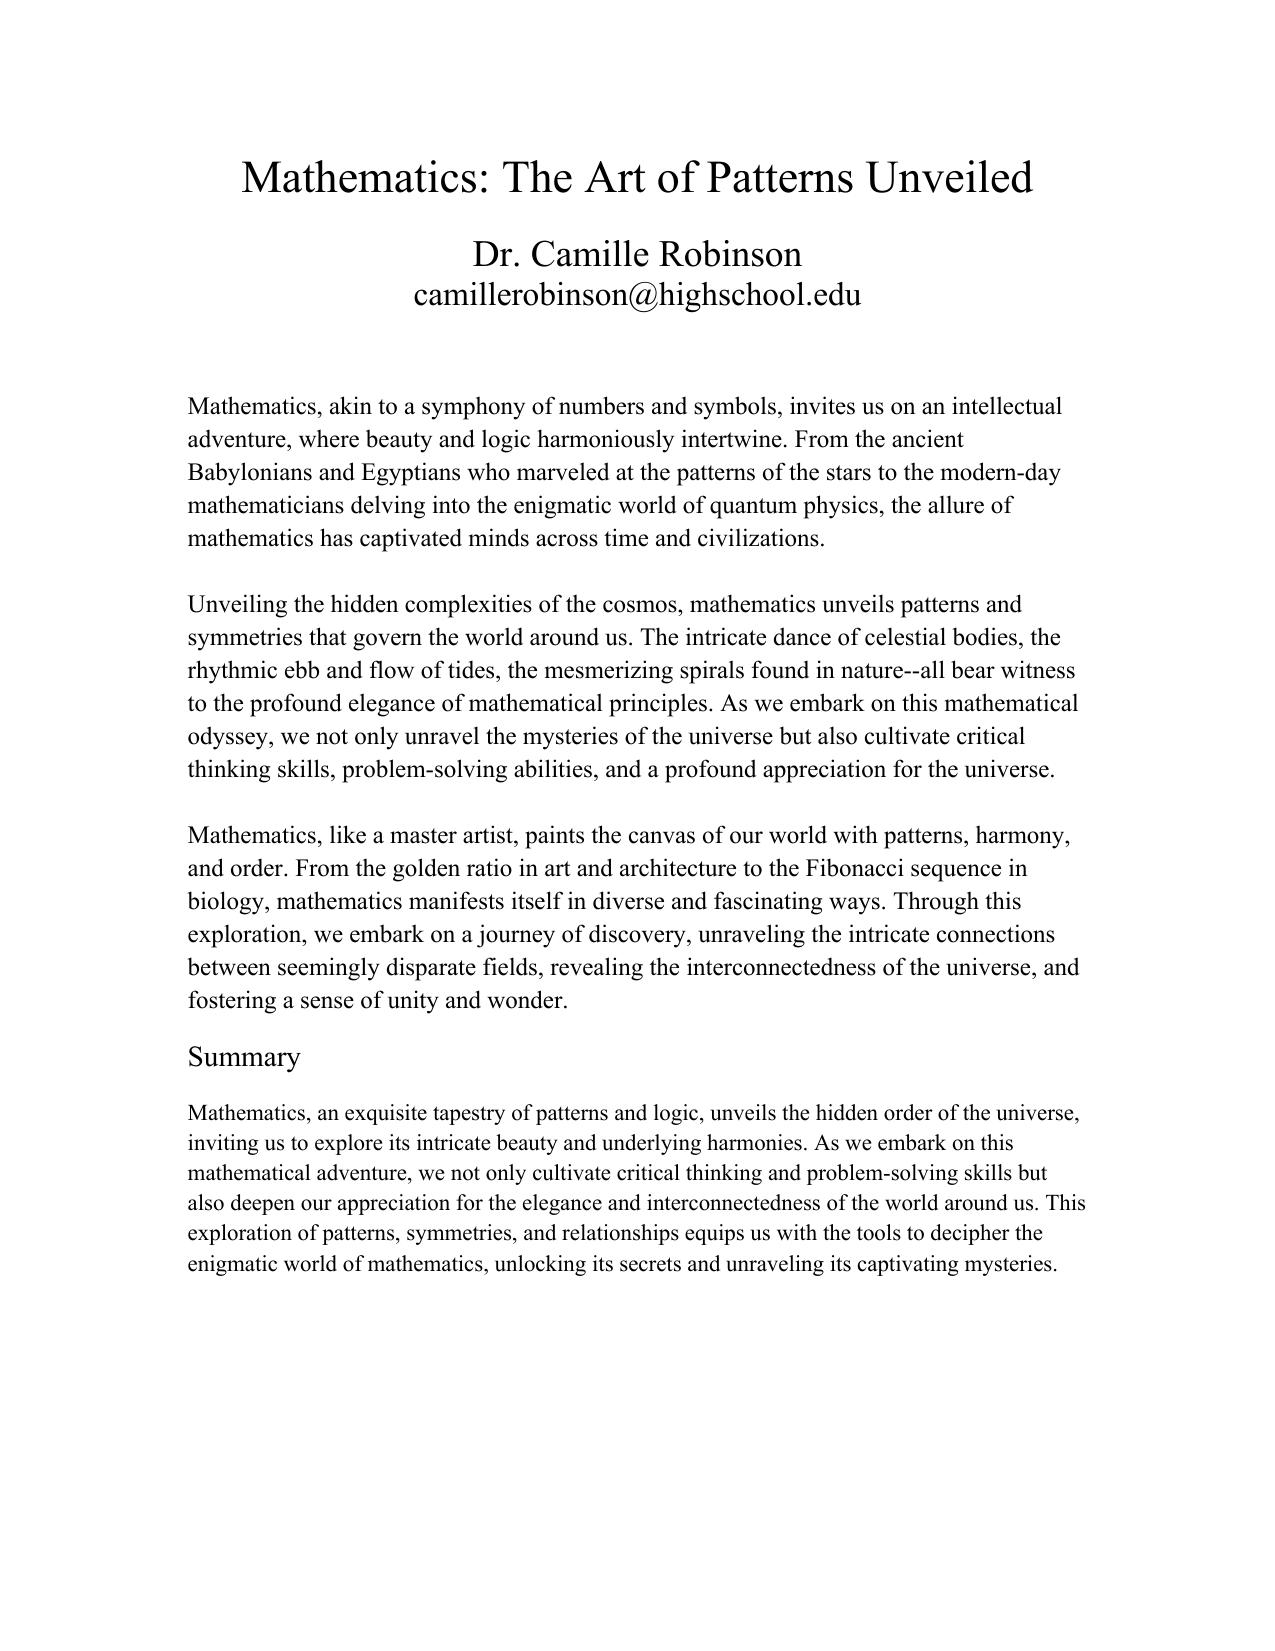 Mathematics: The Art of Patterns Unveiled
Dr. Camille Robinson
camillerobinson@highschool.edu
Mathematics, akin to a symphony of numbers and symbols, invites us on an intellectual
adventure, where beauty and logic harmoniously intertwine. From the ancient
Babylonians and Egyptians who marveled at the patterns of the stars to the modern-day
mathematicians delving into the enigmatic world of quantum physics, the allure of
mathematics has captivated minds across time and civilizations.
Unveiling the hidden complexities of the cosmos, mathematics unveils patterns and
symmetries that govern the world around us. The intricate dance of celestial bodies, the
rhythmic ebb and flow of tides, the mesmerizing spirals found in nature--all bear witness
to the profound elegance of mathematical principles. As we embark on this mathematical
odyssey, we not only unravel the mysteries of the universe but also cultivate critical
thinking skills, problem-solving abilities, and a profound appreciation for the universe.
Mathematics, like a master artist, paints the canvas of our world with patterns, harmony,
and order. From the golden ratio in art and architecture to the Fibonacci sequence in
biology, mathematics manifests itself in diverse and fascinating ways. Through this
exploration, we embark on a journey of discovery, unraveling the intricate connections
between seemingly disparate fields, revealing the interconnectedness of the universe, and
fostering a sense of unity and wonder.
Summary
Mathematics, an exquisite tapestry of patterns and logic, unveils the hidden order of the universe,
inviting us to explore its intricate beauty and underlying harmonies. As we embark on this
mathematical adventure, we not only cultivate critical thinking and problem-solving skills but
also deepen our appreciation for the elegance and interconnectedness of the world around us. This
exploration of patterns, symmetries, and relationships equips us with the tools to decipher the
enigmatic world of mathematics, unlocking its secrets and unraveling its captivating mysteries.